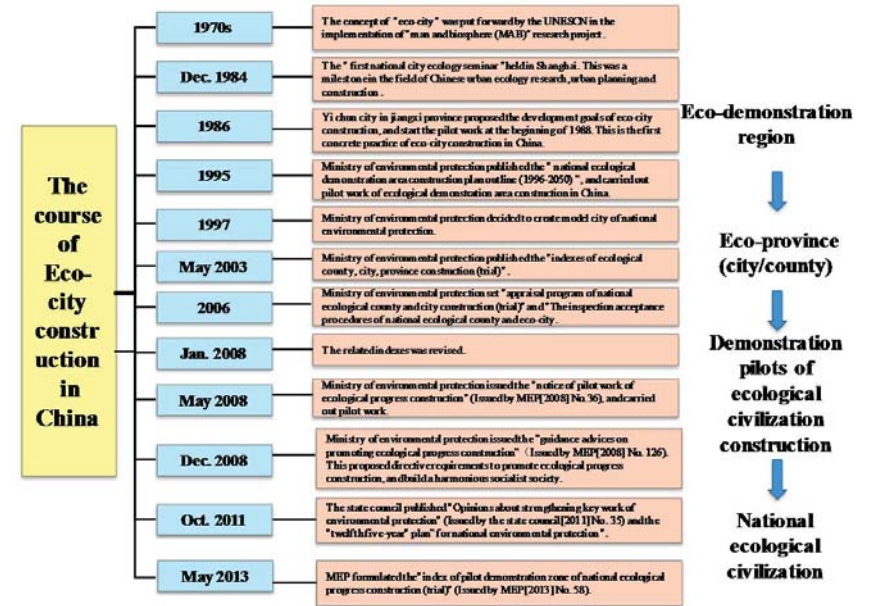 The
course
of
Eco-
city
constr
uction
in
China
1970s
The concept of "eco-city" was put forward by the UNESCN in the
implementation of "man and biosphere (MAB)" research project .
Dec. 1984
The " first national city ecology seminar "held in Shanghai. This was a
milestone in the field of Chinese urban ecology research, urban planning and
construction .
1986
Yi chun city in jiangxi province proposed the development goals of eco-city
construction, and start the pilot work at the beginning of 1988. This is the first
concrete practice of eco-city construction in China.
1995
Ministry of environmental protection published the " national ecological
demonstration area construction plan outline (1996-2050) ", and carried out
pilot work of ecological demonstration area construction in China.
1997
Ministry of environmental protection decided to create model city of national
environmental protection.
May 2003
Ministry of environmental protection published the "indexes of ecological
county, city, province construction (trial)" .
2006
Ministry of environmental protection set "appraisal program of national
ecological county and city construction (trial)" and "The inspection acceptance
procedures of national ecological county and eco-city.
Jan. 2008
The related indexes was revised.
May 2008
Ministry of environmental protection issued the "notice of pilot work of
ecological progress construction" (Issued by MEP[2008] No. 36), and carried
out pilot work.
Dec. 2008
Ministry of environmental protection issued the "guidance advices on
promoting ecological progress construction" (Issued by MEP[2008] No. 126).
This proposed directive requirements to promote ecological progress
construction, and build a harmonious socialist society.
Oct. 2011
The state council published "Opinions about strengthening key work of
environmental protection" (Issued by the state council[2011] No. 35) and the
"twelfth five-year" plan" for national environmental protection".
May 2013
MEP formulated the" index of pilot demonstration zone of national ecological
progress construction (trial)" (Issued by MEP[2013] No. 58).
Eco-demonstration
region
Eco-province
(city/county)
Demonstration
pilots of
ecological
civilization
construction
National
ecological
civilization